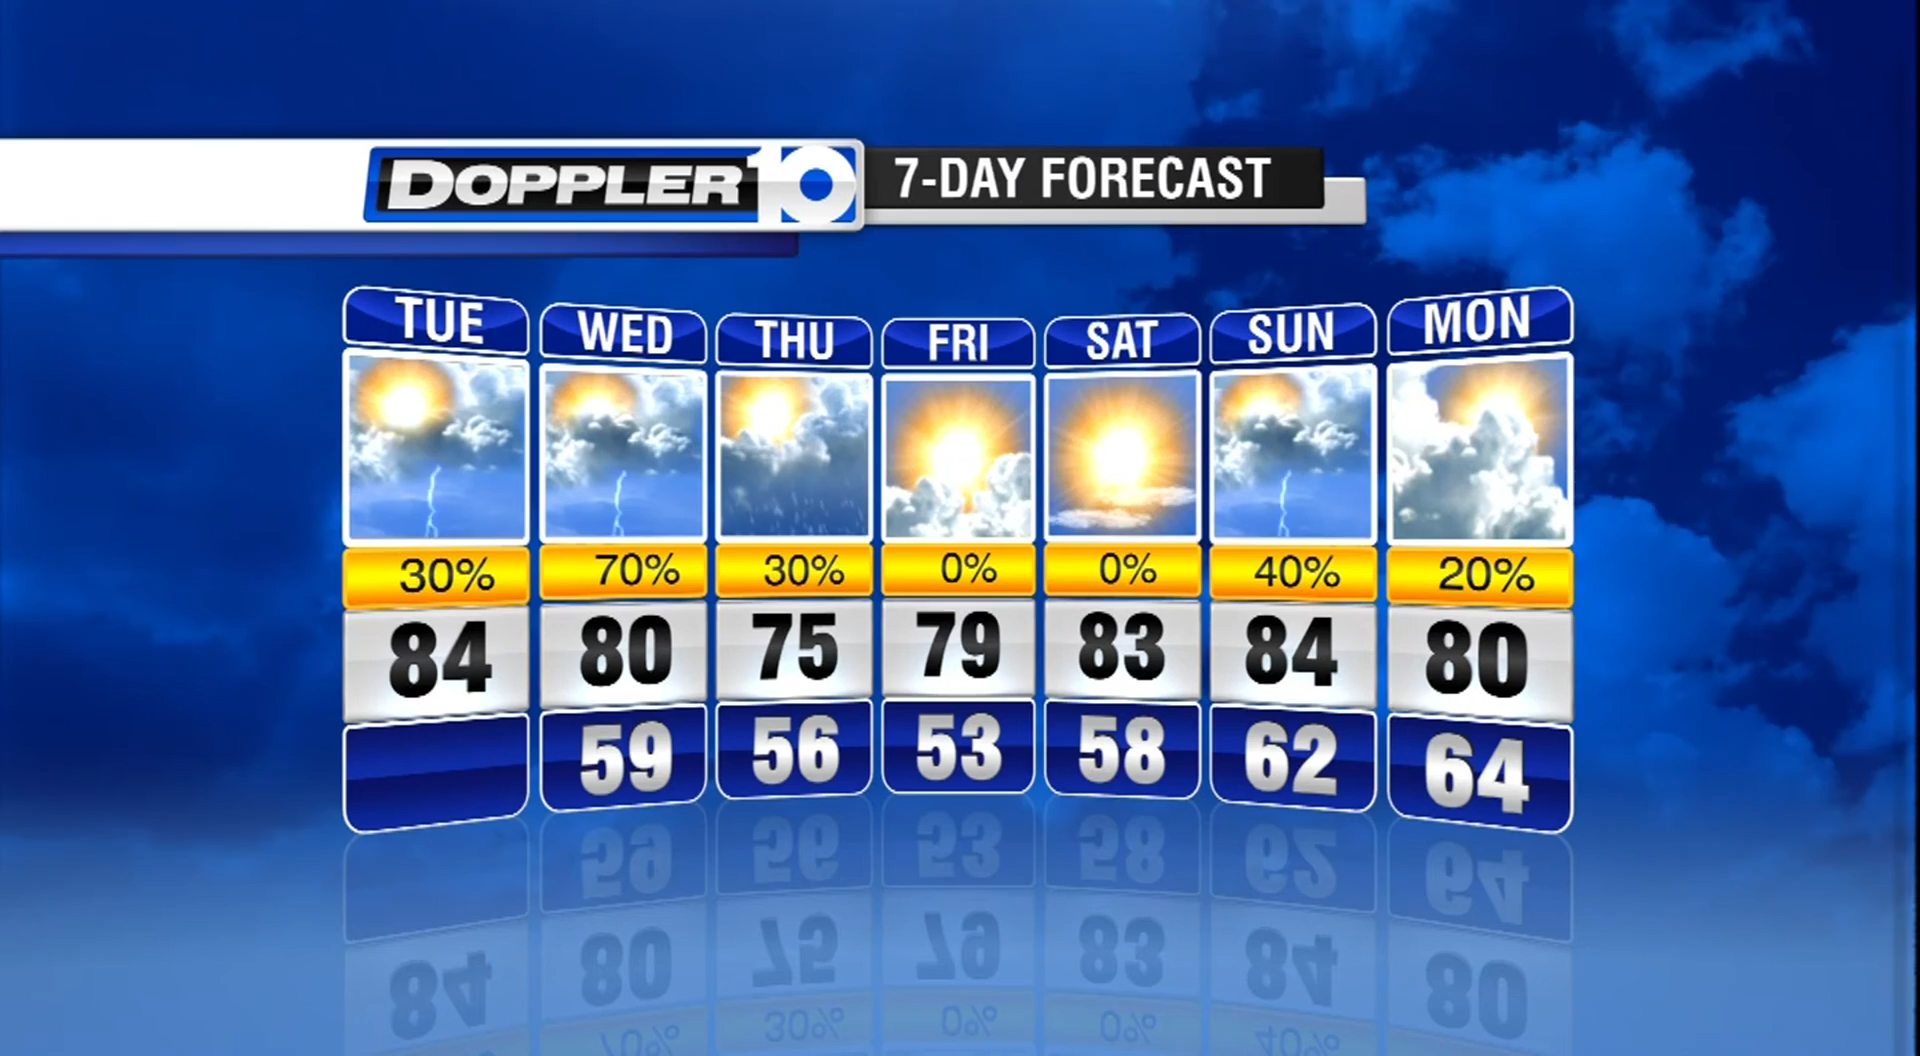 DOPPLER 10 7-DAY FORECAST
TUE WED THU FRI SAT SUN MON
30% 70% 30% 0% 0% 40% 20%
84 80 75 79 83 84 80
59 56 53 58 62 64